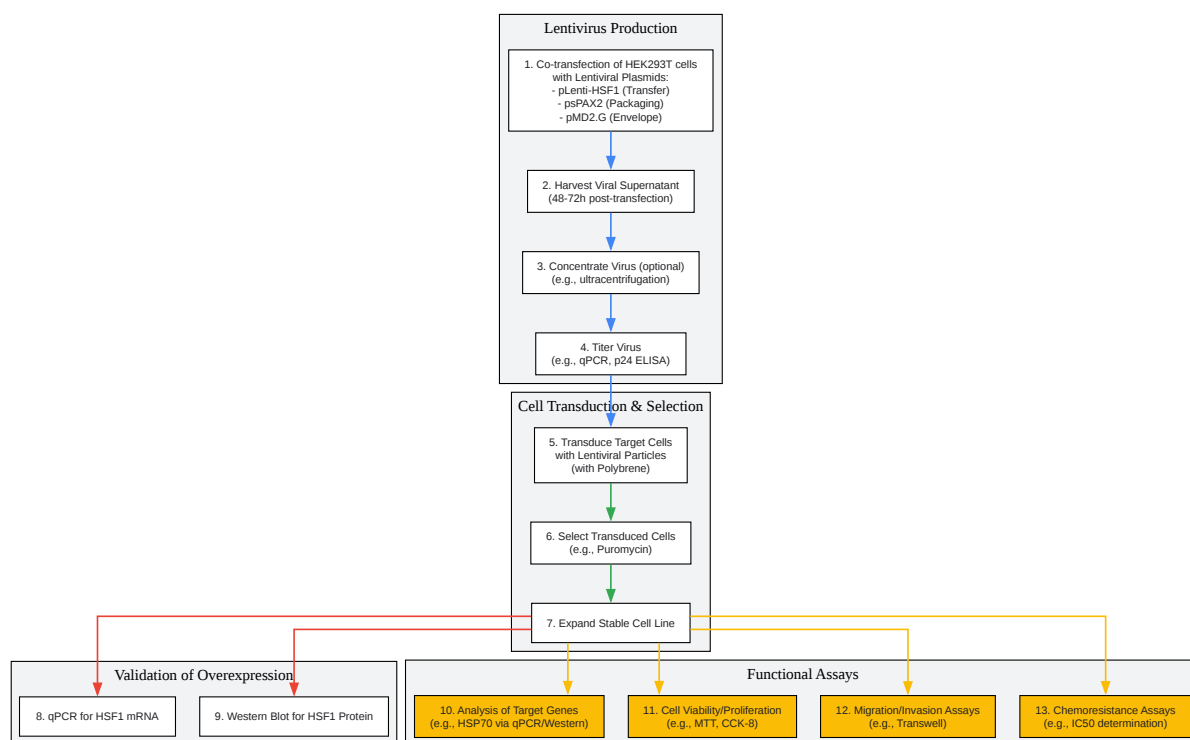 Lentivirus Production
1. Co-transfection of HEK293T cells
with Lentiviral Plasmids:
- pLenti-HSF1 (Transfer)
- psPAX2 (Packaging)
- pMD2.G (Envelope)
2. Harvest Viral Supernatant
(48-72h post-transfection)
3. Concentrate Virus (optional)
(e.g., ultracentrifugation)
4. Titer Virus
(e.g., qPCR, p24 ELISA)
Cell Transduction & Selection
5. Transduce Target Cells
with Lentiviral Particles
(with Polybrene)
6. Select Transduced Cells
(e.g., Puromycin)
7. Expand Stable Cell Line
Validation of Overexpression
8. qPCR for HSF1 mRNA
9. Western Blot for HSF1 Protein
Functional Assays
10. Analysis of Target Genes
(e.g., HSP70 via qPCR/Western)
11. Cell Viability/Proliferation
(e.g., MTT, CCK-8)
12. Migration/Invasion Assays
(e.g., Transwell)
13. Chemoresistance Assays
(e.g., IC50 determination)